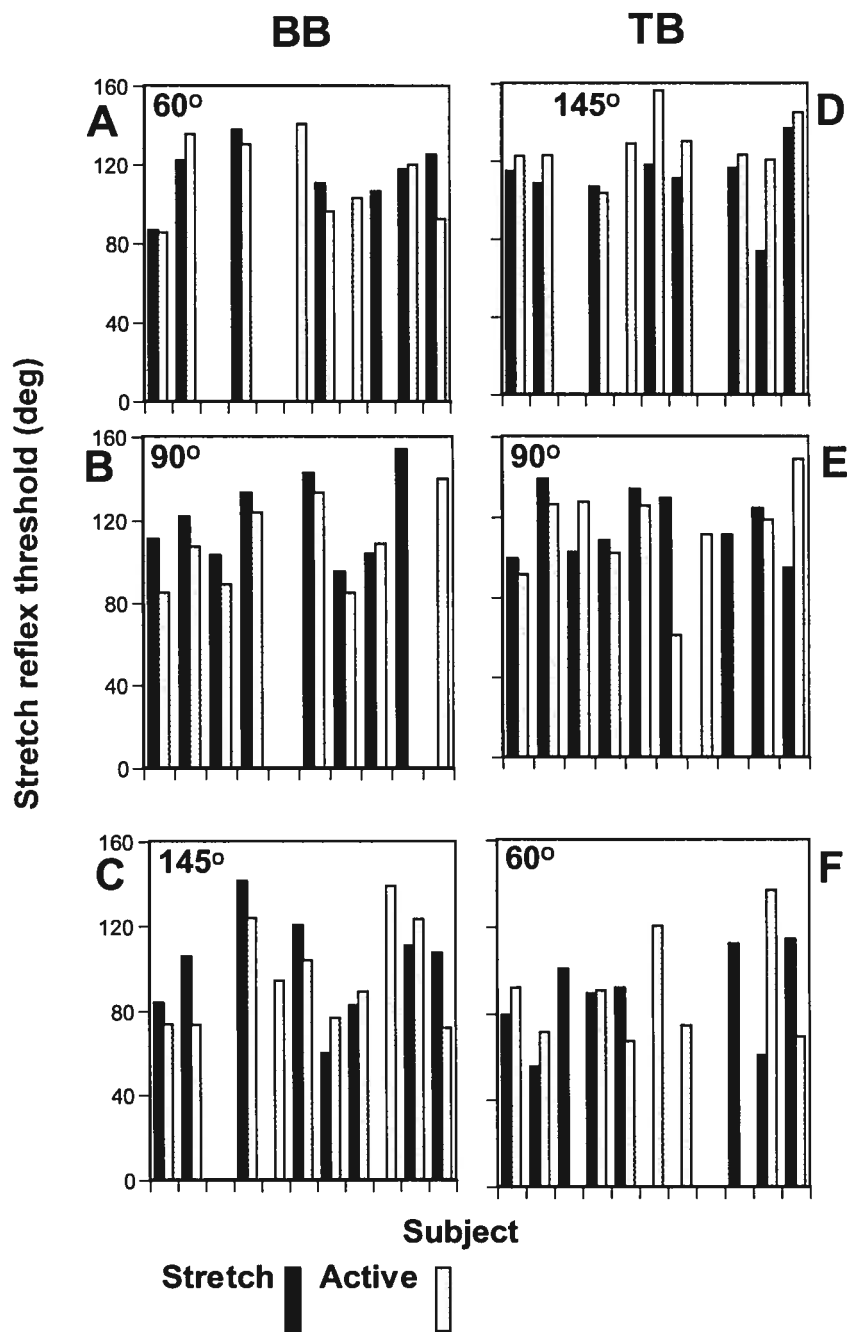 BB TB
160
120
80
40
0
A 60°
145° D
160
120
80
40
0
B 90°
90° E
160
120
80
40
0
C 145°
60° F
Stretch reflex threshold (deg)
Subject
Stretch Active